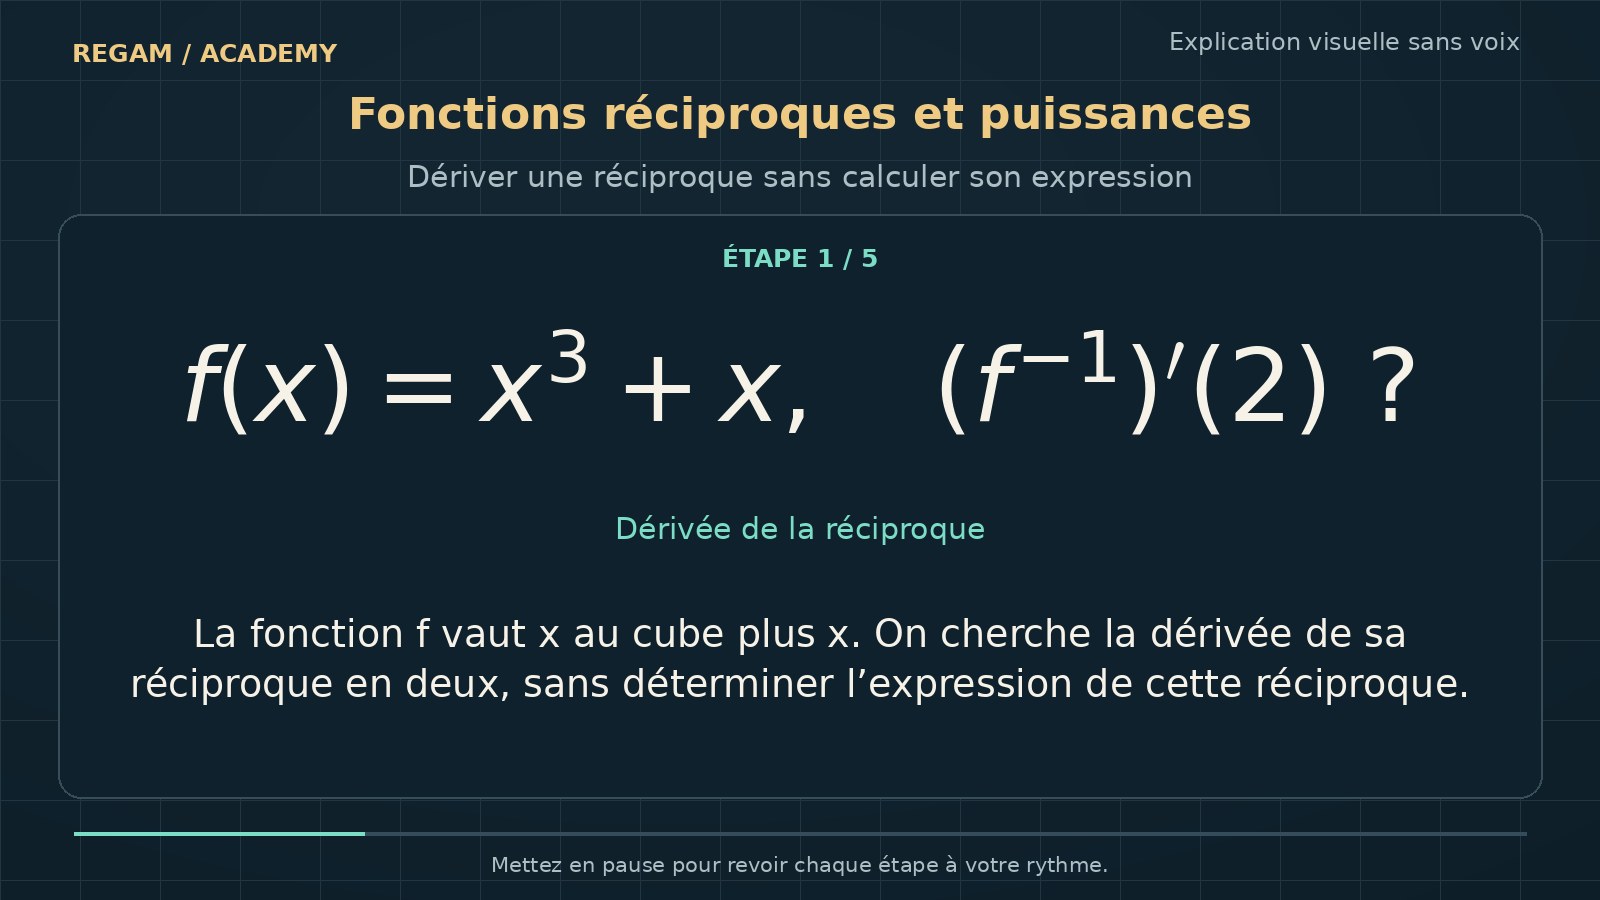 REGAM / ACADEMY
Explication visuelle sans voix
Fonctions réciproques et puissances
Dériver une réciproque sans calculer son expression
ÉTAPE 1 / 5
f(x) = x³ + x, (f⁻¹)′(2) ?
Dérivée de la réciproque
La fonction f vaut x au cube plus x. On cherche la dérivée de sa
réciproque en deux, sans déterminer l’expression de cette réciproque.
Mettez en pause pour revoir chaque étape à votre rythme.